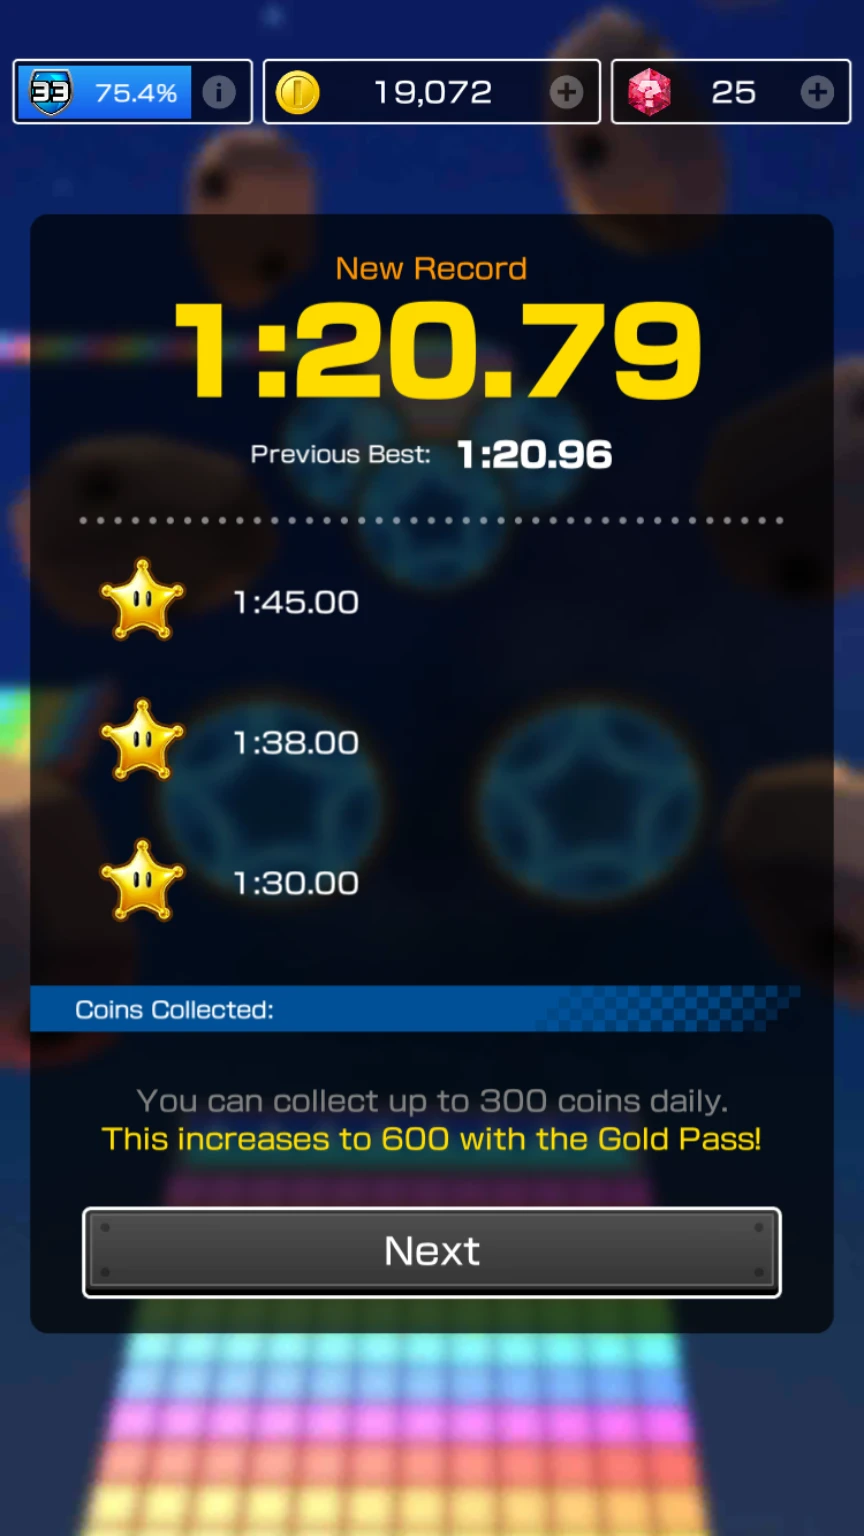 33 75.4% i 19,072 + ? 25 +
New Record
1:20.79
Previous Best: 1:20.96
1:45.00
1:38.00
1:30.00
Coins Collected:
You can collect up to 300 coins daily.
This increases to 600 with the Gold Pass!
Next